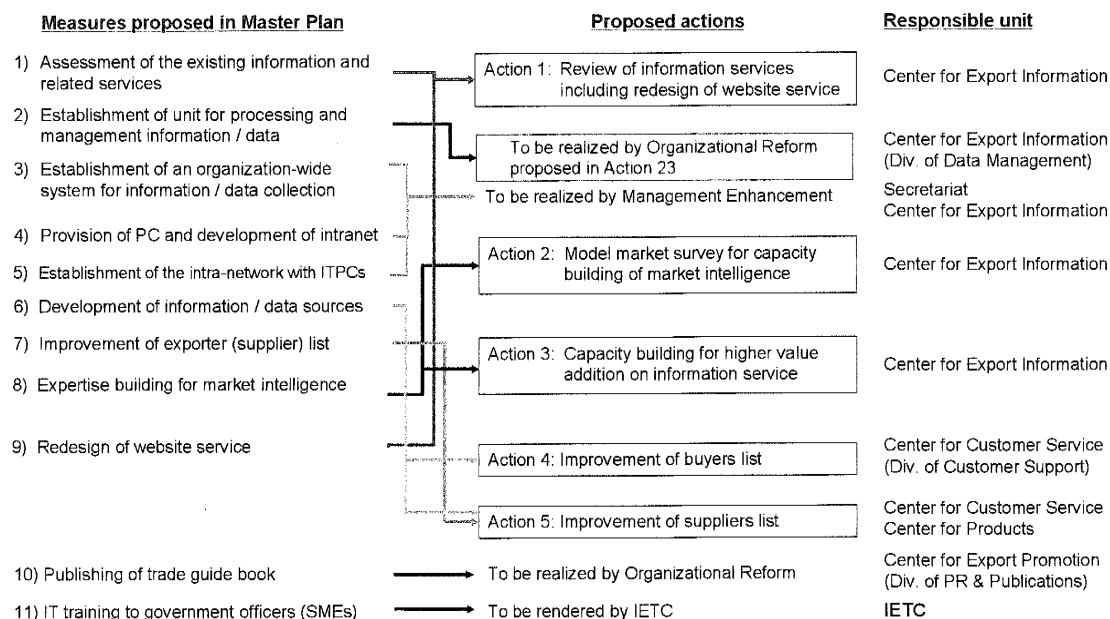 Measures proposed in Master Plan
Proposed actions
Responsible unit
1) Assessment of the existing information and
related services
2) Establishment of unit for processing and
management information / data
3) Establishment of an organization-wide
system for information / data collection
4) Provision of PC and development of intranet
5) Establishment of the intra-network with ITPCs
6) Development of information / data sources
7) Improvement of exporter (supplier) list
8) Expertise building for market intelligence
9) Redesign of website service
10) Publishing of trade guide book
11) IT training to government officers (SMEs)
Action 1: Review of information services
including redesign of website service
To be realized by Organizational Reform
proposed in Action 23
To be realized by Management Enhancement
Action 2: Model market survey for capacity
building of market intelligence
Action 3: Capacity building for higher value
addition on information service
Action 4: Improvement of buyers list
Action 5: Improvement of suppliers list
To be realized by Organizational Reform
To be rendered by IETC
Center for Export Information
Center for Export Information
(Div. of Data Management)
Secretariat
Center for Export Information
Center for Export Information
Center for Export Information
Center for Customer Service
(Div. of Customer Support)
Center for Customer Service
Center for Products
Center for Export Promotion
(Div. of PR & Publications)
IETC